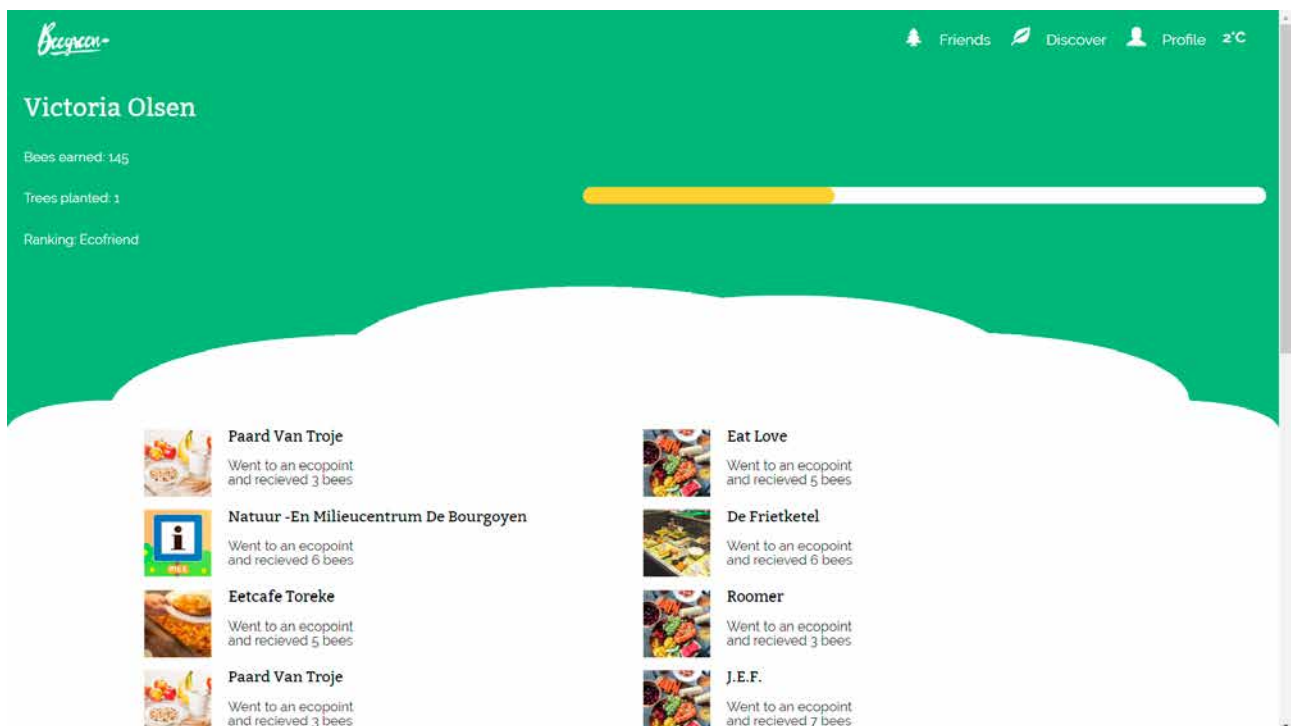 Beegreen
Friends
Discover
Profile
2°C
Victoria Olsen
Bees earned: 145
Trees planted: 1
Ranking: Ecofriend
Paard Van Troje
Went to an ecopoint
and recieved 3 bees
Eat Love
Went to an ecopoint
and recieved 5 bees
Natuur -En Milieucentrum De Bourgoyen
Went to an ecopoint
and recieved 6 bees
De Frietketel
Went to an ecopoint
and recieved 6 bees
Eetcafe Toreke
Went to an ecopoint
and recieved 5 bees
Roomer
Went to an ecopoint
and recieved 3 bees
Paard Van Troje
Went to an ecopoint
and recieved 3 bees
J.E.F.
Went to an ecopoint
and recieved 7 bees